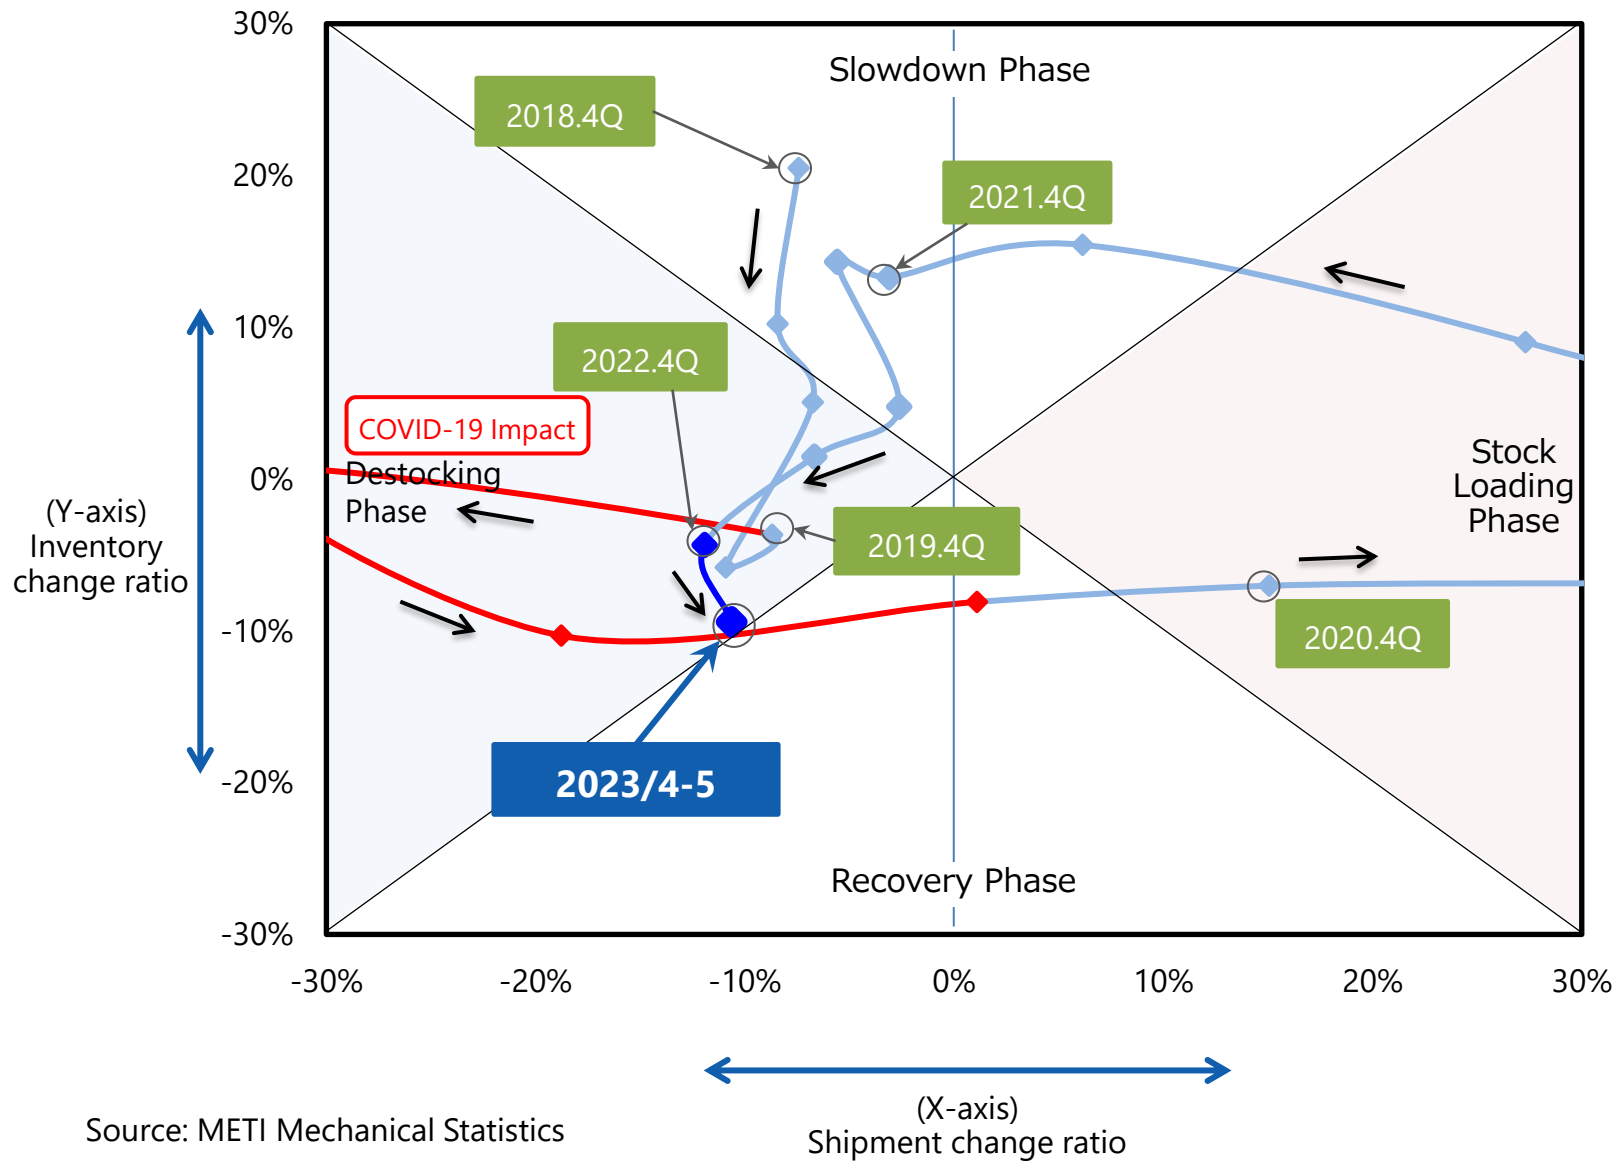 30%
20%
10%
0%
-10%
-20%
-30%
-30%
-20%
-10%
0%
10%
20%
30%
Slowdown Phase
2018.4Q
2021.4Q
2022.4Q
COVID-19 Impact
Destocking
Phase
Stock
Loading
Phase
2019.4Q
2020.4Q
2023/4-5
Recovery Phase
(Y-axis)
Inventory
change ratio
(X-axis)
Shipment change ratio
Source: METI Mechanical Statistics